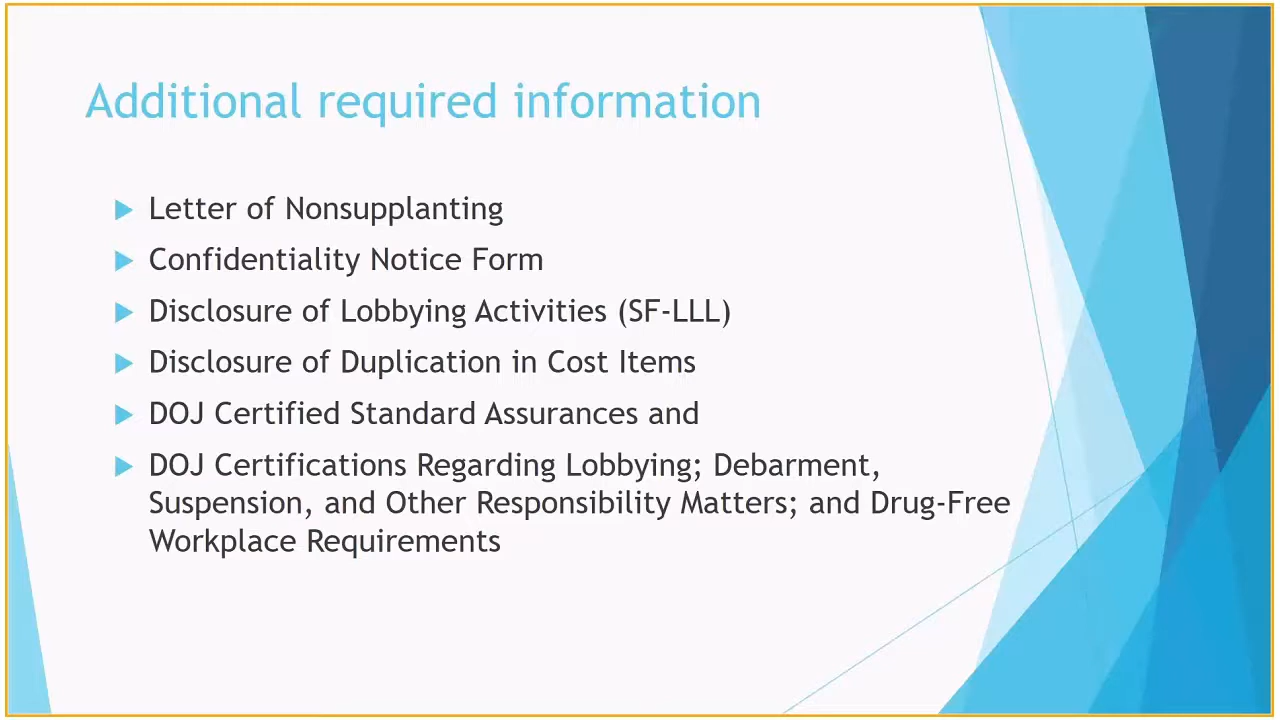 Additional required information
Letter of Nonsupplanting
Confidentiality Notice Form
Disclosure of Lobbying Activities (SF-LLL)
Disclosure of Duplication in Cost Items
DOJ Certified Standard Assurances and
DOJ Certifications Regarding Lobbying; Debarment,
Suspension, and Other Responsibility Matters; and Drug-Free
Workplace Requirements